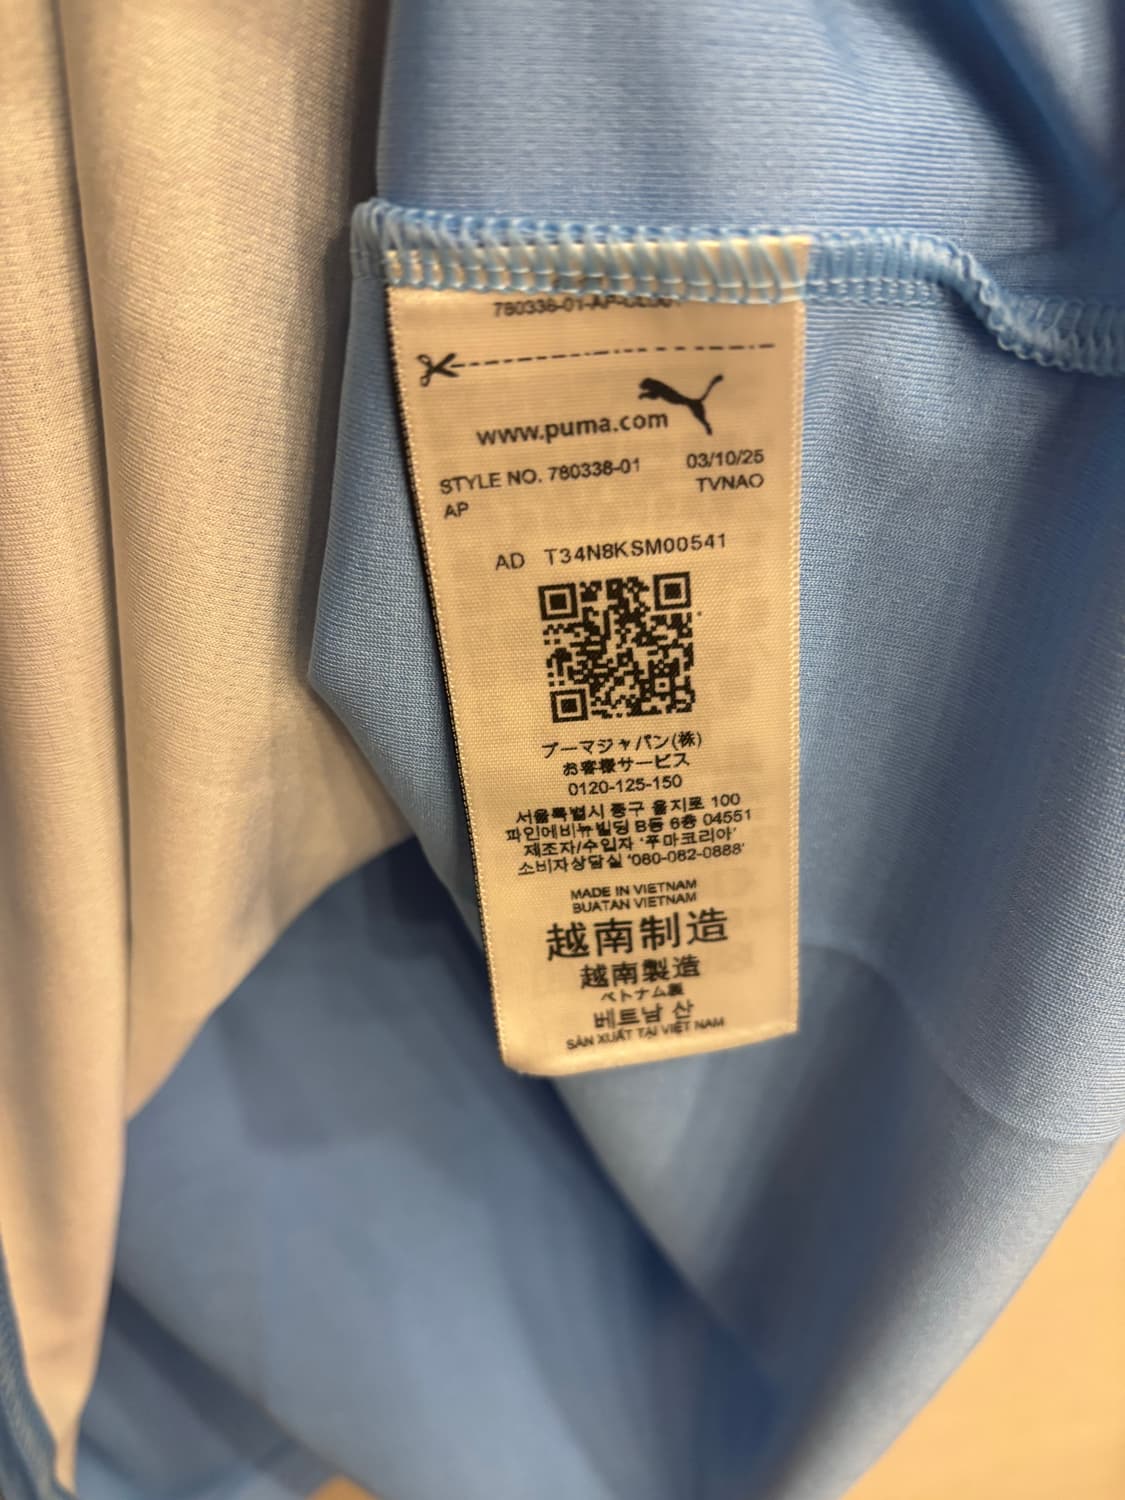 780338-01-AP
www.puma.com
STYLE NO. 780338-01 03/10/25
AP TVNAO
AD T34N8KSM00541
プーマジャパン(株)
お客様サービス
0120-125-150
서울특별시 중구 을지로 100
파인에비뉴빌딩 B동 6층 04551
제조자/수입자 '푸마코리아'
소비자상담실 '080-082-0888'
MADE IN VIETNAM
BUATAN VIETNAM
越南制造
越南製造
ベトナム製
베트남 산
SẢN XUẤT TẠI VIỆT NAM